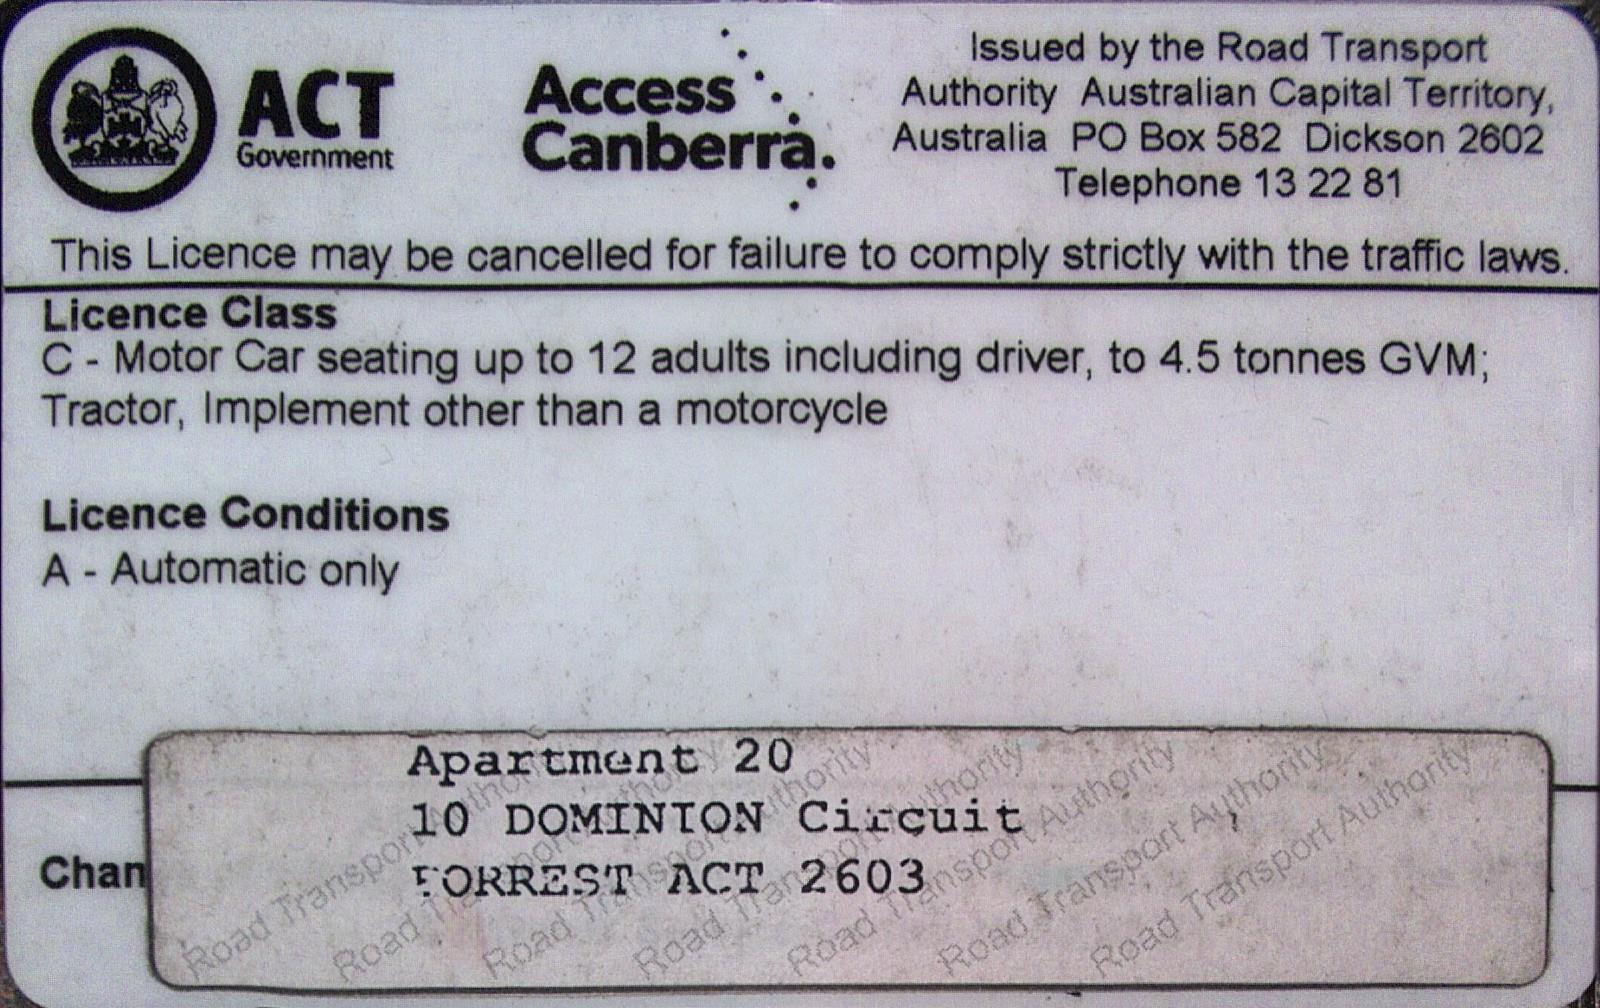 ACT
Government
Access
Canberra.
Issued by the Road Transport
Authority Australian Capital Territory,
Australia PO Box 582 Dickson 2602
Telephone 13 22 81
This Licence may be cancelled for failure to comply strictly with the traffic laws.
Licence Class
C - Motor Car seating up to 12 adults including driver, to 4.5 tonnes GVM;
Tractor, Implement other than a motorcycle
Licence Conditions
A - Automatic only
Chan
Apartment 20
10 DOMINION Circuit
FORREST ACT 2603
Road Transport Authority
Road Transport Authority
Road Transport Authority
Road Transport Authority
Road Transport Authority
Road Transport Authority
Road Transport Authority